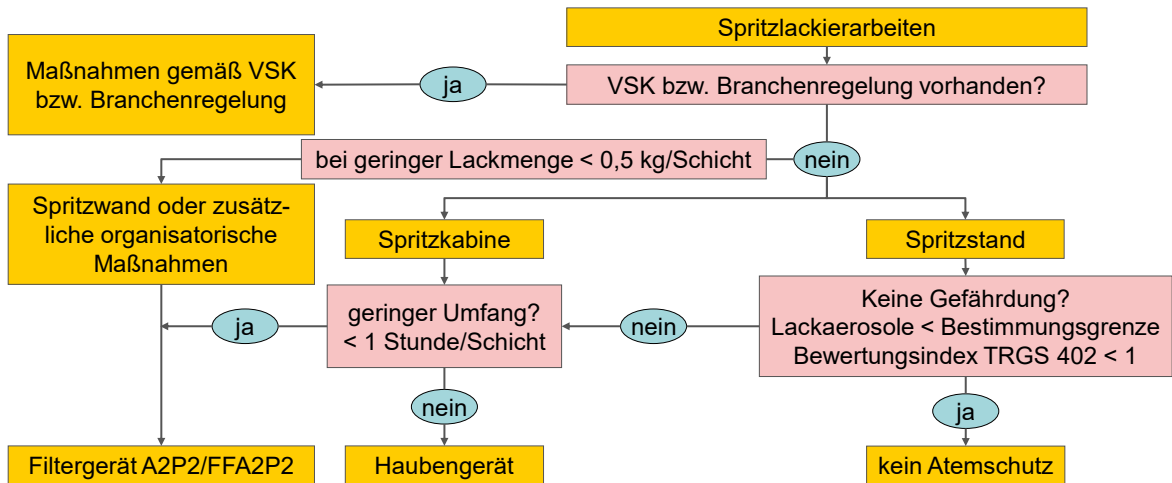 Spritzlackierarbeiten
Maßnahmen gemäß VSK
bzw. Branchenregelung
ja
VSK bzw. Branchenregelung vorhanden?
bei geringer Lackmenge < 0,5 kg/Schicht
nein
Spritzwand oder zusätz-
liche organisatorische
Maßnahmen
Spritzkabine
Spritzstand
ja
geringer Umfang?
< 1 Stunde/Schicht
nein
Keine Gefährdung?
Lackaerosole < Bestimmungsgrenze
Bewertungsindex TRGS 402 < 1
nein
ja
Filtergerät A2P2/FFA2P2
Haubengerät
kein Atemschutz